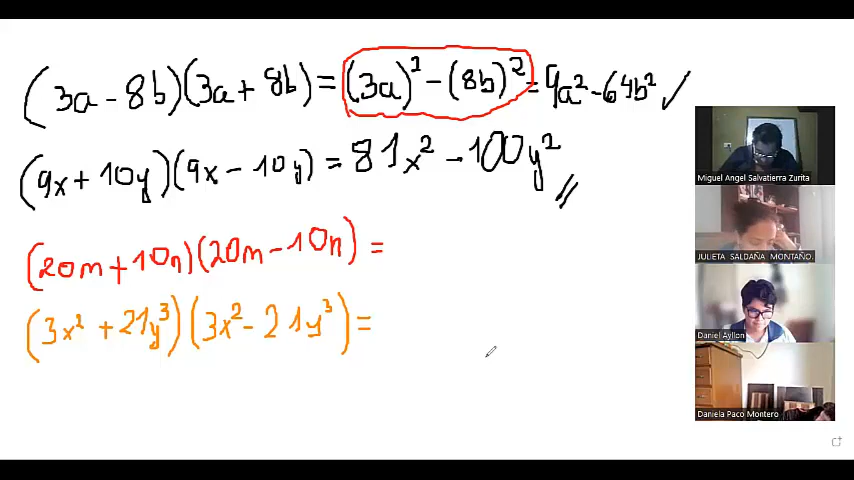 (3a - 8b)(3a + 8b) = (3a)² - (8b)² = 9a² - 64b² ✓
(9x + 10y)(9x - 10y) = 81x² - 100y² //
(20m + 10n)(20m - 10n) =
(3x² + 21y³)(3x² - 21y³) =
Miguel Angel Salvatierra Zurita
JULIETA SALDAÑA MONTAÑO.
Daniel Ayllon
Daniela Paco Montero